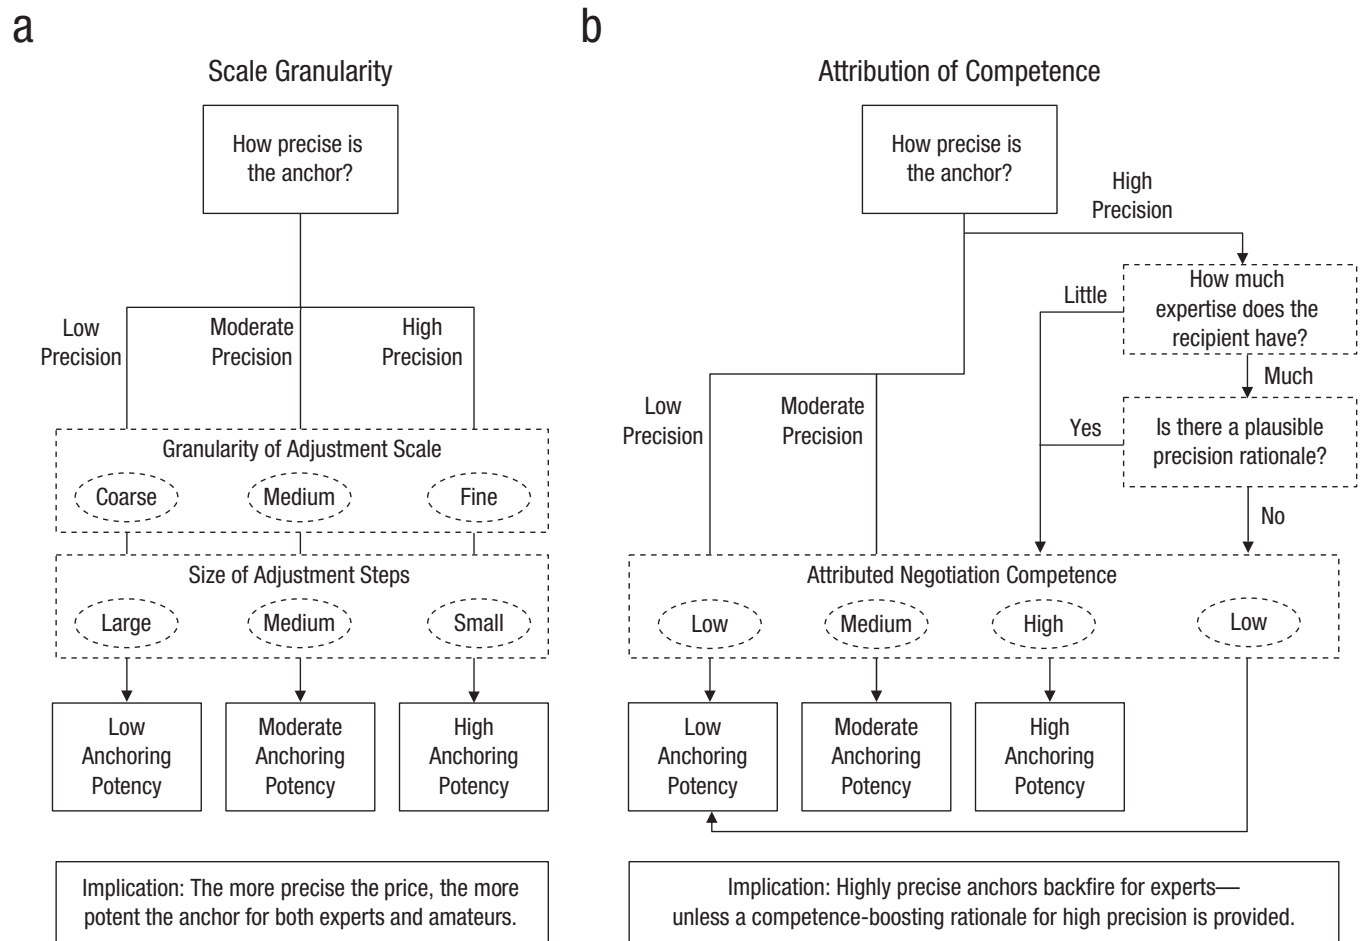 a
Scale Granularity
How precise is
the anchor?
Low
Precision
Moderate
Precision
High
Precision
Granularity of Adjustment Scale
Coarse
Medium
Fine
Size of Adjustment Steps
Large
Medium
Small
Low
Anchoring
Potency
Moderate
Anchoring
Potency
High
Anchoring
Potency
Implication: The more precise the price, the more
potent the anchor for both experts and amateurs.
b
Attribution of Competence
How precise is
the anchor?
High
Precision
How much
expertise does the
recipient have?
Little
Much
Is there a plausible
precision rationale?
Yes
No
Low
Precision
Moderate
Precision
Attributed Negotiation Competence
Low
Medium
High
Low
Low
Anchoring
Potency
Moderate
Anchoring
Potency
High
Anchoring
Potency
Implication: Highly precise anchors backfire for experts—
unless a competence-boosting rationale for high precision is provided.